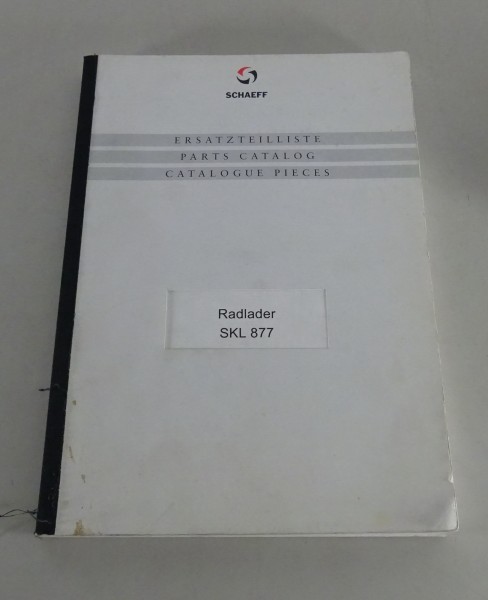 SCHAEFF
ERSATZTEILLISTE
PARTS CATALOG
CATALOGUE PIECES
Radlader
SKL 877